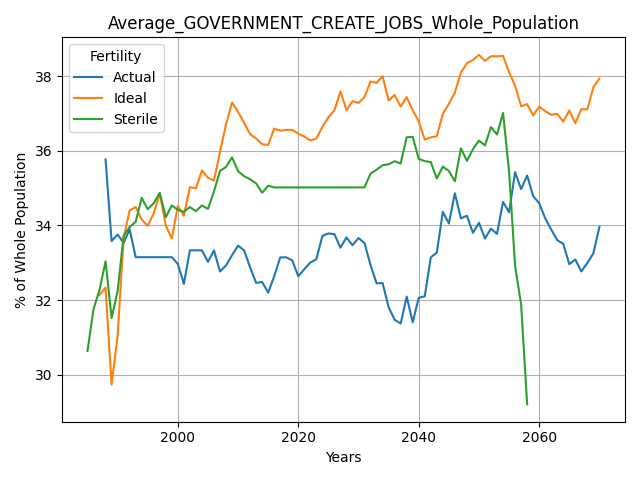 Average_GOVERNMENT_CREATE_JOBS_Whole_Population
Fertility
Actual
Ideal
Sterile
% of Whole Population
38
36
34
32
30
2000
2020
2040
2060
Years